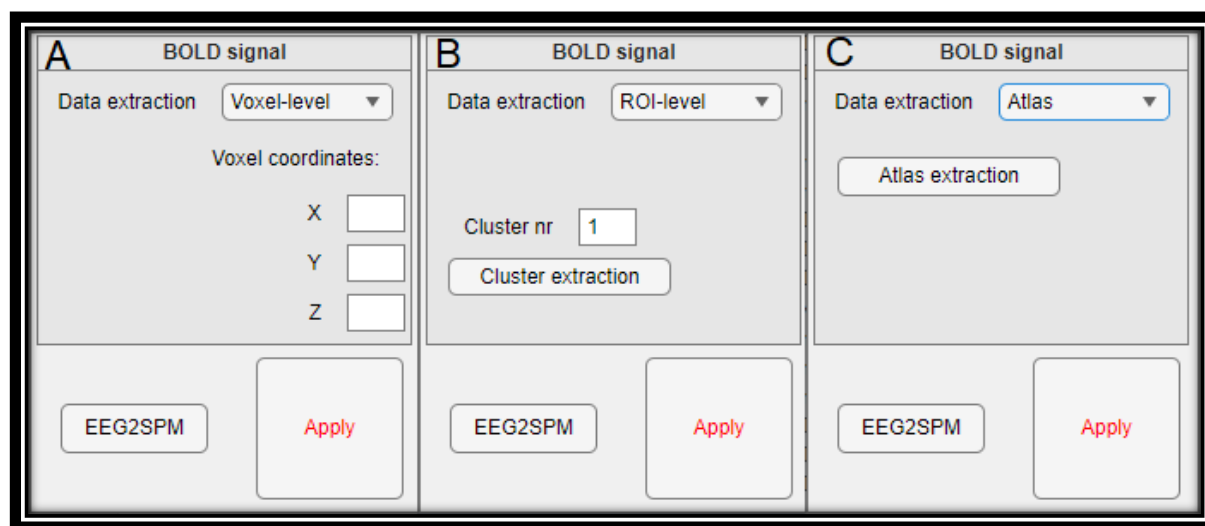 A BOLD signal
Data extraction Voxel-level
Voxel coordinates:
X
Y
Z
EEG2SPM Apply
B BOLD signal
Data extraction ROI-level
Cluster nr 1
Cluster extraction
EEG2SPM Apply
C BOLD signal
Data extraction Atlas
Atlas extraction
EEG2SPM Apply